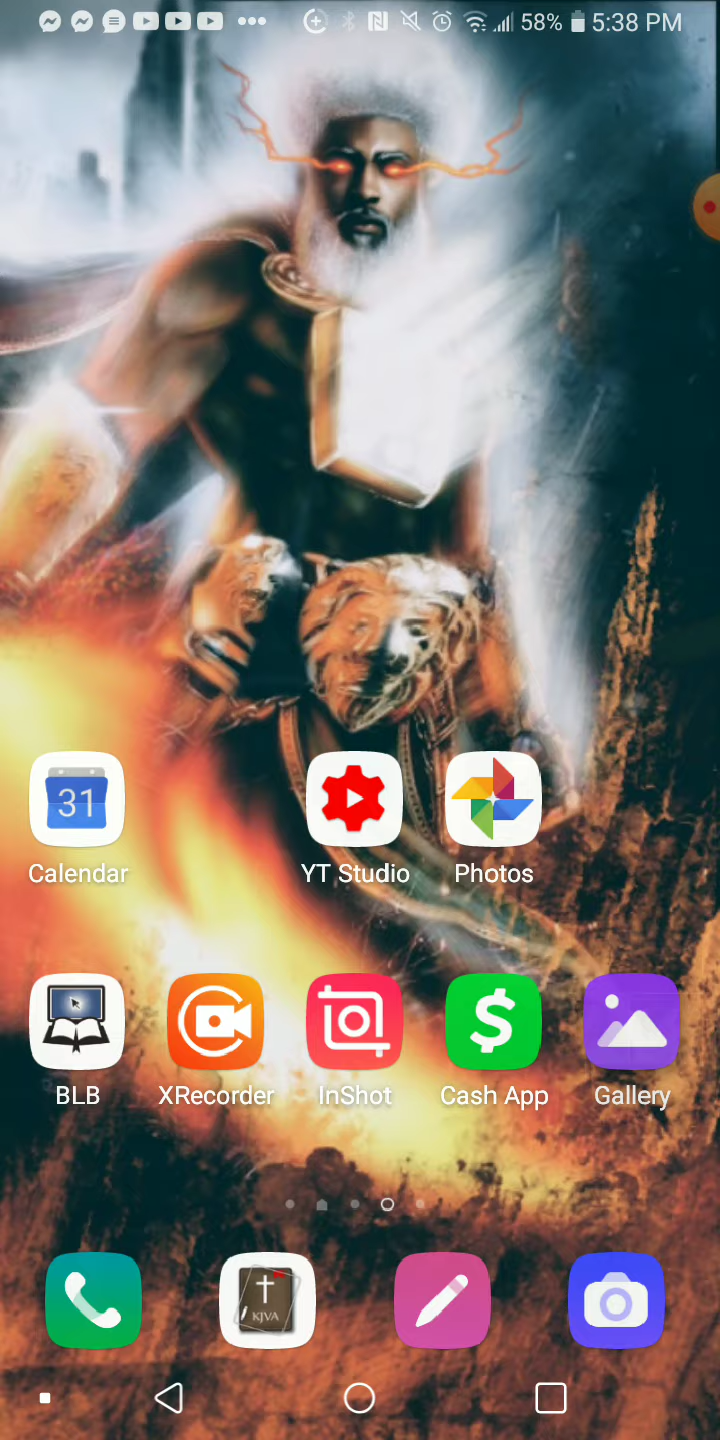 58% 5:38 PM
31
Calendar YT Studio Photos
BLB XRecorder InShot Cash App Gallery
KJVA